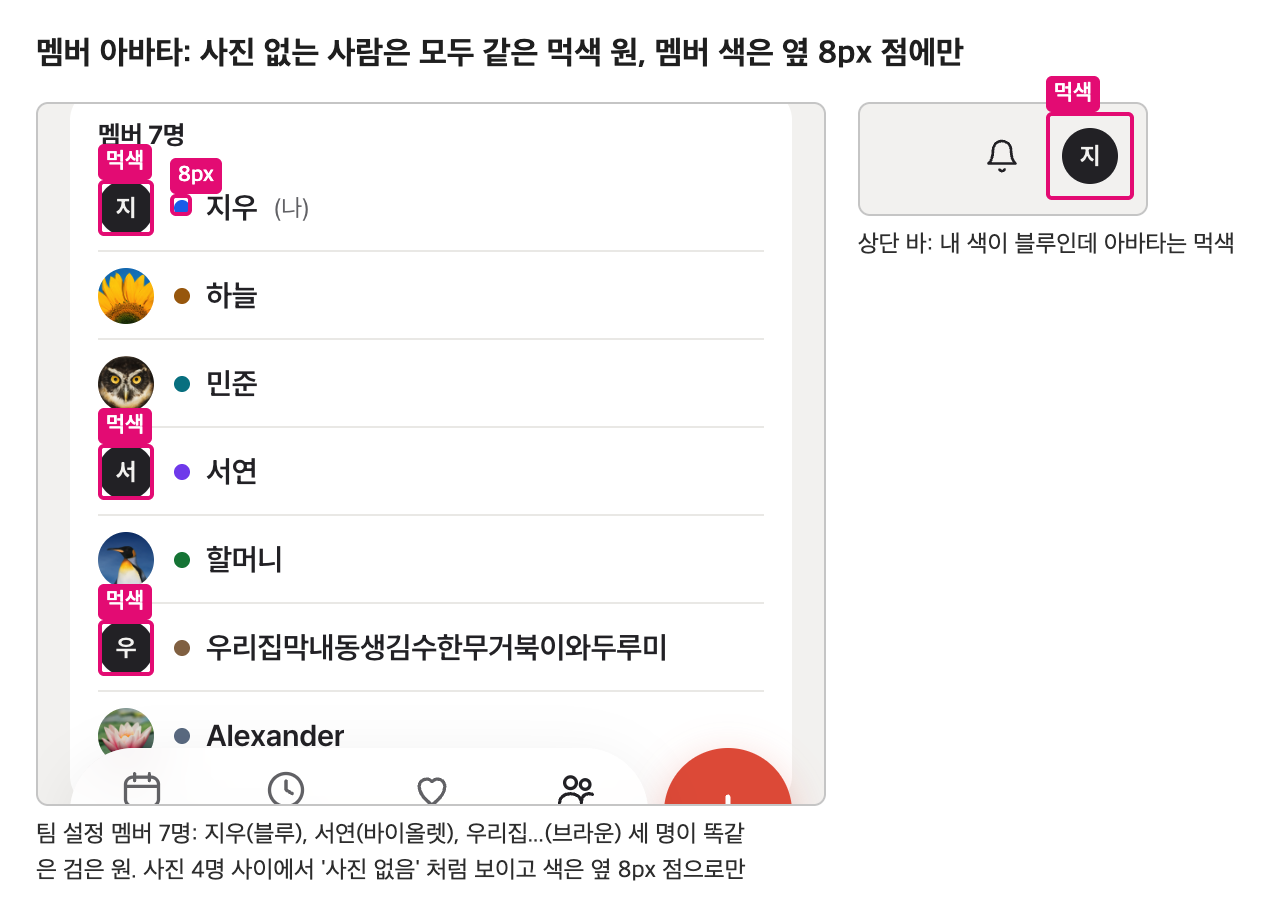 멤버 아바타: 사진 없는 사람은 모두 같은 먹색 원, 멤버 색은 옆 8px 점에만
멤버 7명
먹색
8px
지
지우 (나)
하늘
민준
먹색
서
서연
할머니
먹색
우
우리집막내동생김수한무거북이와두루미
Alexander
팀 설정 멤버 7명: 지우(블루), 서연(바이올렛), 우리집...(브라운) 세 명이 똑같
은 검은 원. 사진 4명 사이에서 '사진 없음' 처럼 보이고 색은 옆 8px 점으로만
먹색
지
상단 바: 내 색이 블루인데 아바타는 먹색